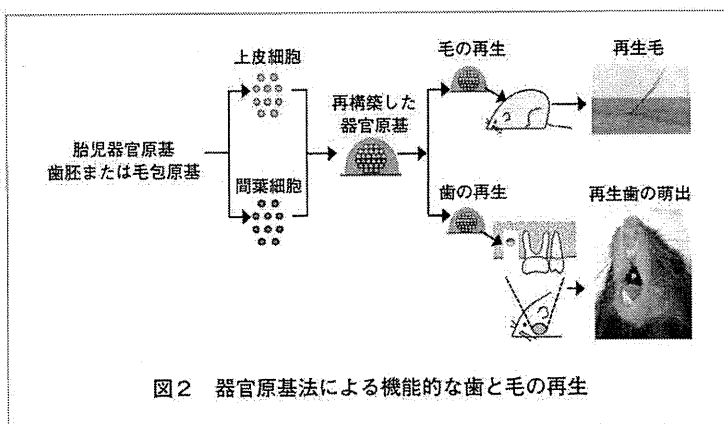 上皮細胞
間葉細胞
胎児器官原基
歯胚または毛包原基
再構築した
器官原基
毛の再生
再生毛
歯の再生
再生歯の萌出
図2 器官原基法による機能的な歯と毛の再生